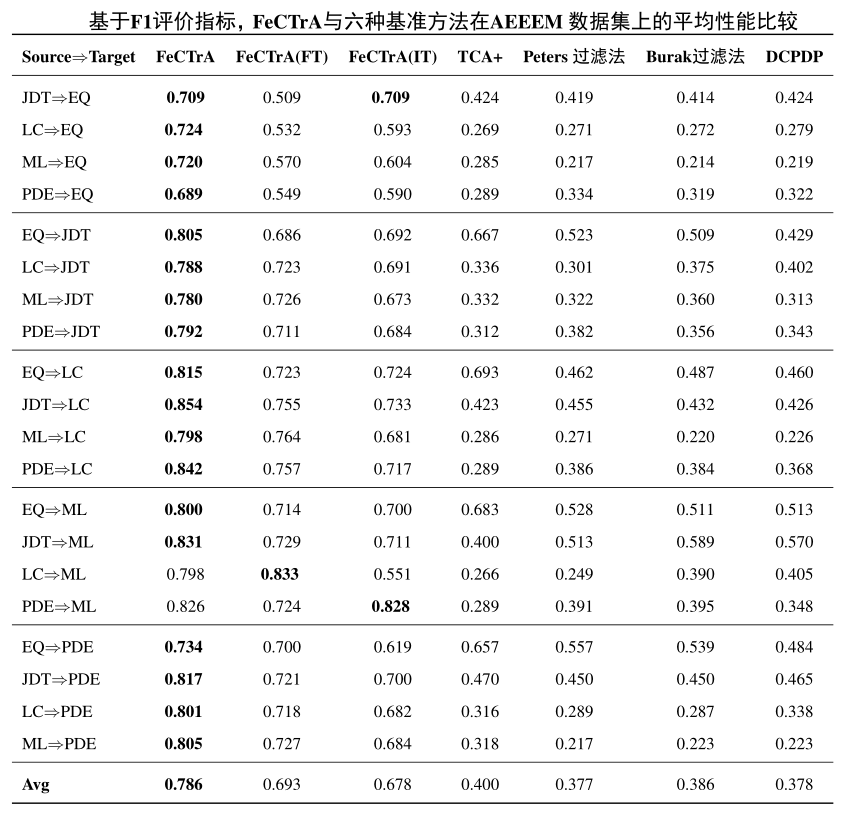 基于F1评价指标，FeCTrA与六种基准方法在AEEEM 数据集上的平均性能比较
Source⇒Target FeCTrA FeCTrA(FT) FeCTrA(IT) TCA+ Peters 过滤法 Burak过滤法 DCPDP
JDT⇒EQ 0.709 0.509 0.709 0.424 0.419 0.414 0.424
LC⇒EQ 0.724 0.532 0.593 0.269 0.271 0.272 0.279
ML⇒EQ 0.720 0.570 0.604 0.285 0.217 0.214 0.219
PDE⇒EQ 0.689 0.549 0.590 0.289 0.334 0.319 0.322
EQ⇒JDT 0.805 0.686 0.692 0.667 0.523 0.509 0.429
LC⇒JDT 0.788 0.723 0.691 0.336 0.301 0.375 0.402
ML⇒JDT 0.780 0.726 0.673 0.332 0.322 0.360 0.313
PDE⇒JDT 0.792 0.711 0.684 0.312 0.382 0.356 0.343
EQ⇒LC 0.815 0.723 0.724 0.693 0.462 0.487 0.460
JDT⇒LC 0.854 0.755 0.733 0.423 0.455 0.432 0.426
ML⇒LC 0.798 0.764 0.681 0.286 0.271 0.220 0.226
PDE⇒LC 0.842 0.757 0.717 0.289 0.386 0.384 0.368
EQ⇒ML 0.800 0.714 0.700 0.683 0.528 0.511 0.513
JDT⇒ML 0.831 0.729 0.711 0.400 0.513 0.589 0.570
LC⇒ML 0.798 0.833 0.551 0.266 0.249 0.390 0.405
PDE⇒ML 0.826 0.724 0.828 0.289 0.391 0.395 0.348
EQ⇒PDE 0.734 0.700 0.619 0.657 0.557 0.539 0.484
JDT⇒PDE 0.817 0.721 0.700 0.470 0.450 0.450 0.465
LC⇒PDE 0.801 0.718 0.682 0.316 0.289 0.287 0.338
ML⇒PDE 0.805 0.727 0.684 0.318 0.217 0.223 0.223
Avg 0.786 0.693 0.678 0.400 0.377 0.386 0.378